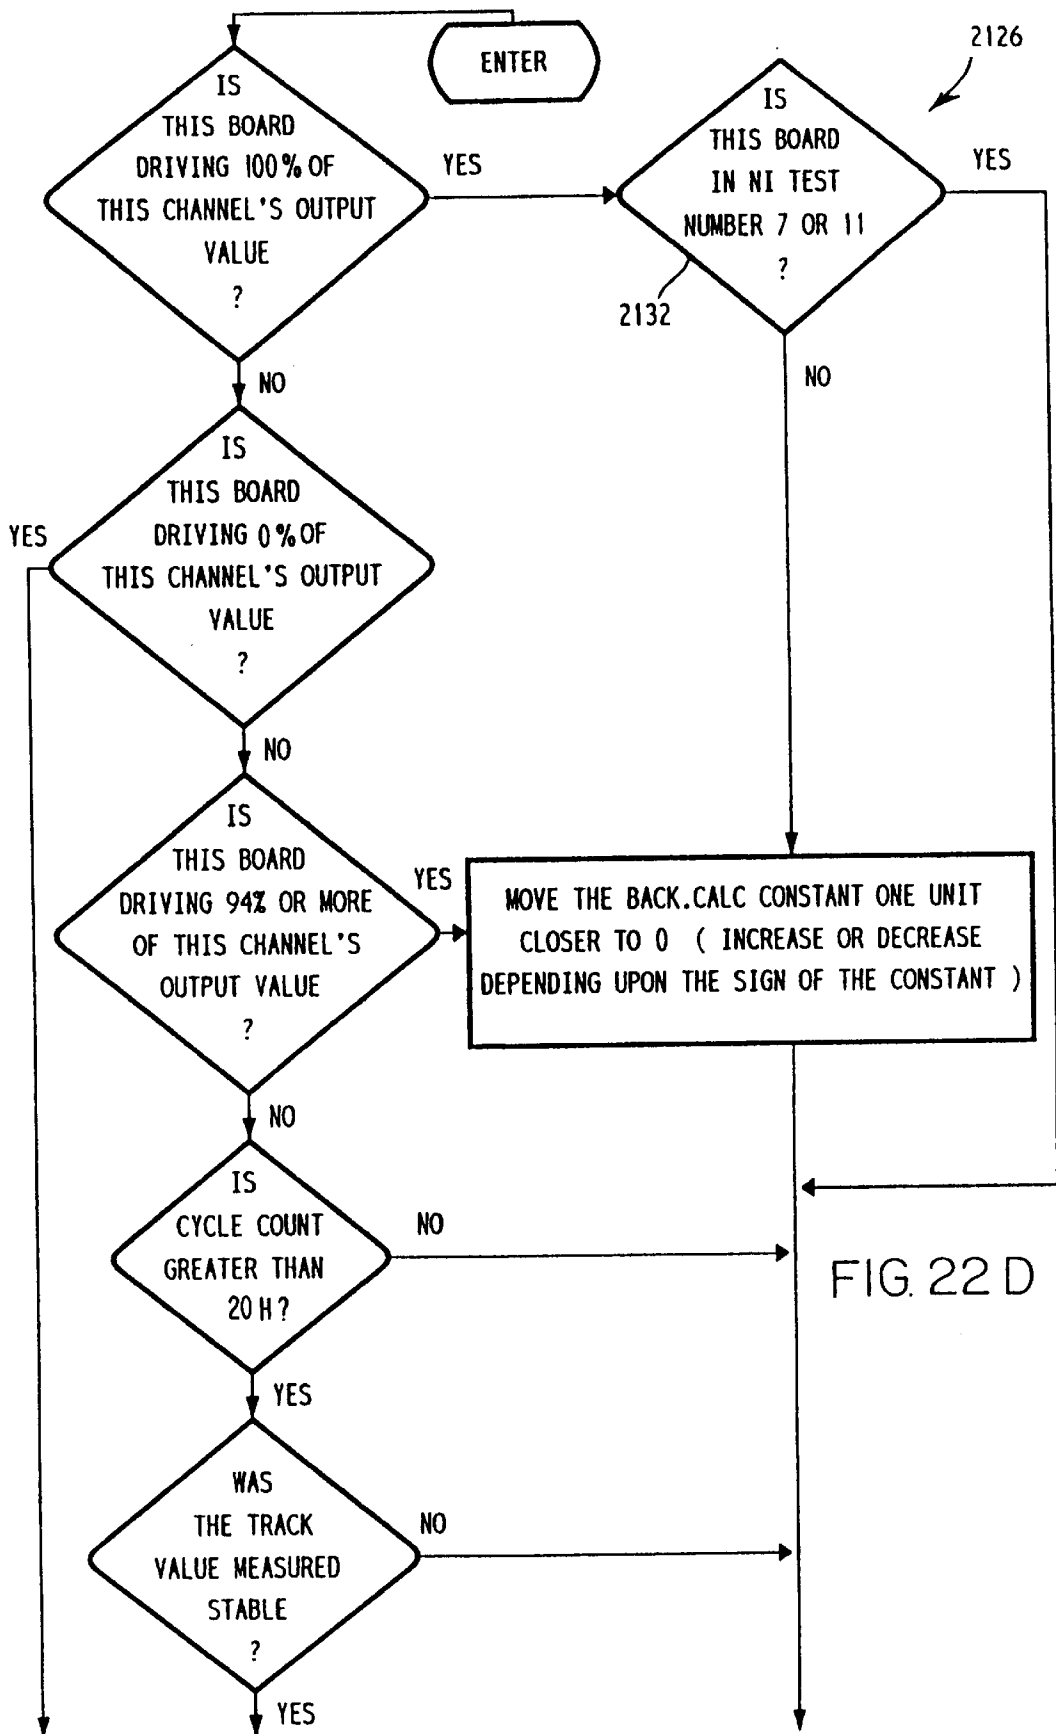 ENTER
2126
IS
THIS BOARD
DRIVING 100% OF
THIS CHANNEL'S OUTPUT
VALUE
?
YES
IS
THIS BOARD
IN NI TEST
NUMBER 7 OR 11
?
YES
2132
NO
NO
IS
THIS BOARD
DRIVING 0% OF
THIS CHANNEL'S OUTPUT
VALUE
?
YES
NO
IS
THIS BOARD
DRIVING 94% OR MORE
OF THIS CHANNEL'S
OUTPUT VALUE
?
YES
MOVE THE BACK.CALC CONSTANT ONE UNIT
CLOSER TO 0 ( INCREASE OR DECREASE
DEPENDING UPON THE SIGN OF THE CONSTANT )
NO
IS
CYCLE COUNT
GREATER THAN
20H?
NO
FIG. 22 D
YES
WAS
THE TRACK
VALUE MEASURED
STABLE
?
NO
YES